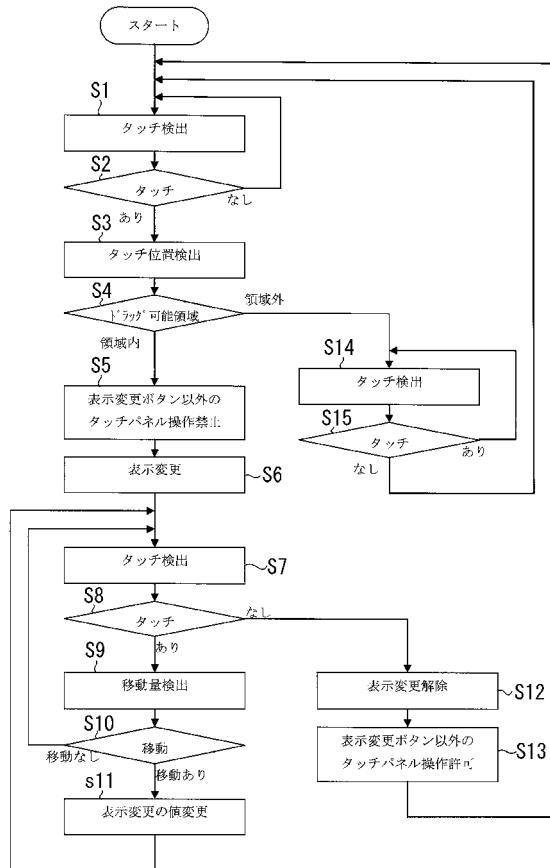 スタート
S1
タッチ検出
S2
タッチ
なし
あり
S3
タッチ位置検出
S4
ﾄﾞﾗｯｸﾞ可能領域
領域外
領域内
S14
タッチ検出
S15
タッチ
あり
なし
S5
表示変更ボタン以外の
タッチパネル操作禁止
表示変更
S6
タッチ検出
S7
S8
タッチ
なし
あり
S9
移動量検出
S10
移動
移動なし
移動あり
s11
表示変更の値変更
表示変更解除
S12
表示変更ボタン以外の
タッチパネル操作許可
S13